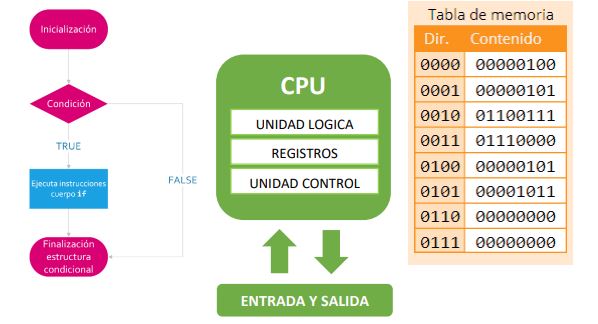 Inicialización
Condición
TRUE
FALSE
Ejecuta instrucciones
cuerpo if
Finalización
estructura
condicional
CPU
UNIDAD LOGICA
REGISTROS
UNIDAD CONTROL
ENTRADA Y SALIDA
Tabla de memoria
Dir. Contenido
0000 00000100
0001 00000101
0010 01100111
0011 01110000
0100 00000101
0101 00001011
0110 00000000
0111 00000000